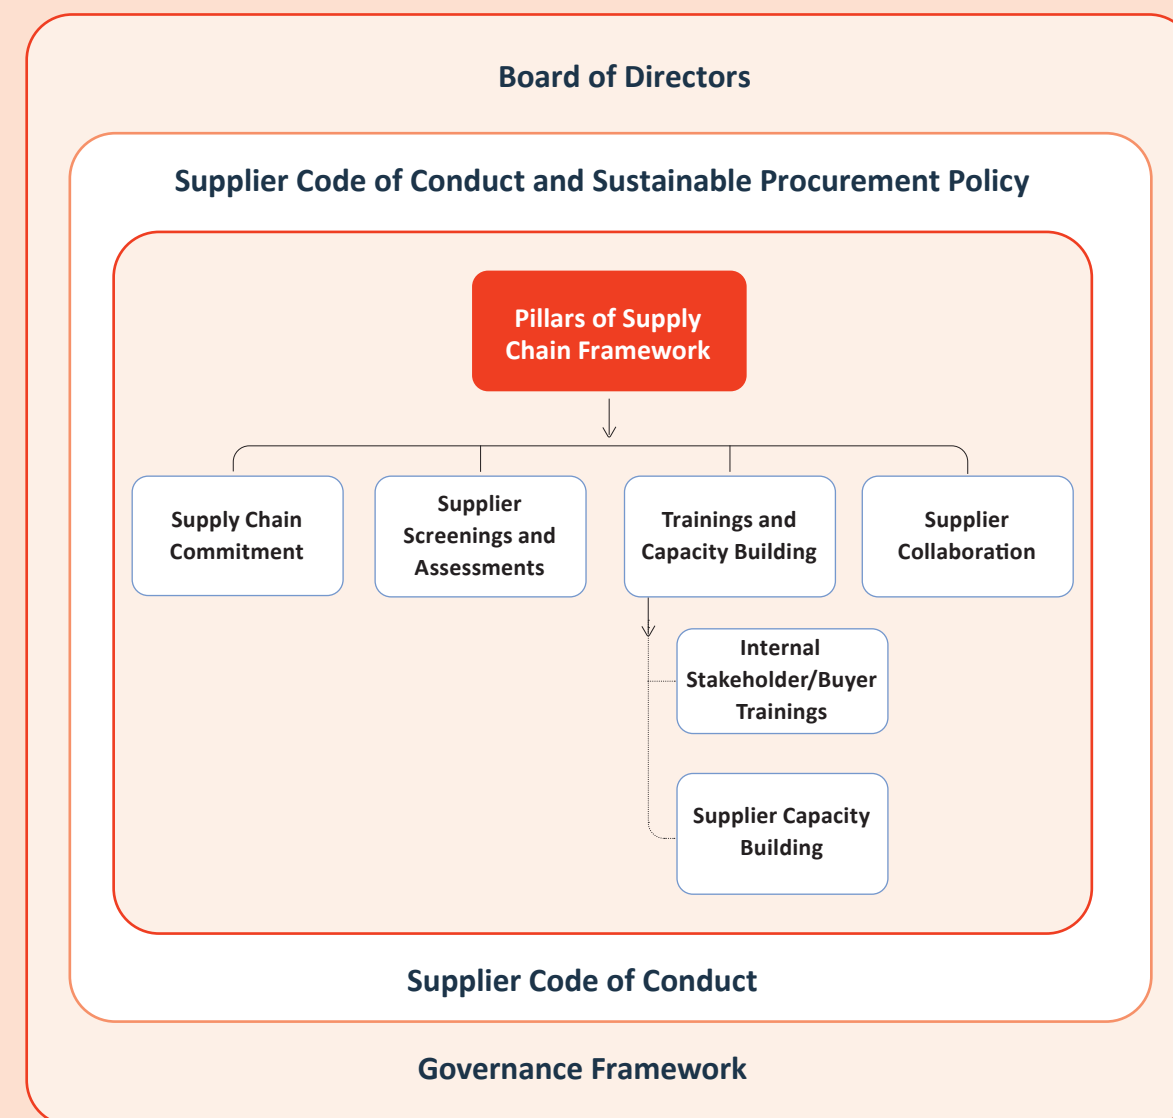 Board of Directors
Supplier Code of Conduct and Sustainable Procurement Policy
Pillars of Supply
Chain Framework
Supply Chain
Commitment
Supplier
Screenings and
Assessments
Trainings and
Capacity Building
Supplier
Collaboration
Internal
Stakeholder/Buyer
Trainings
Supplier Capacity
Building
Supplier Code of Conduct
Governance Framework